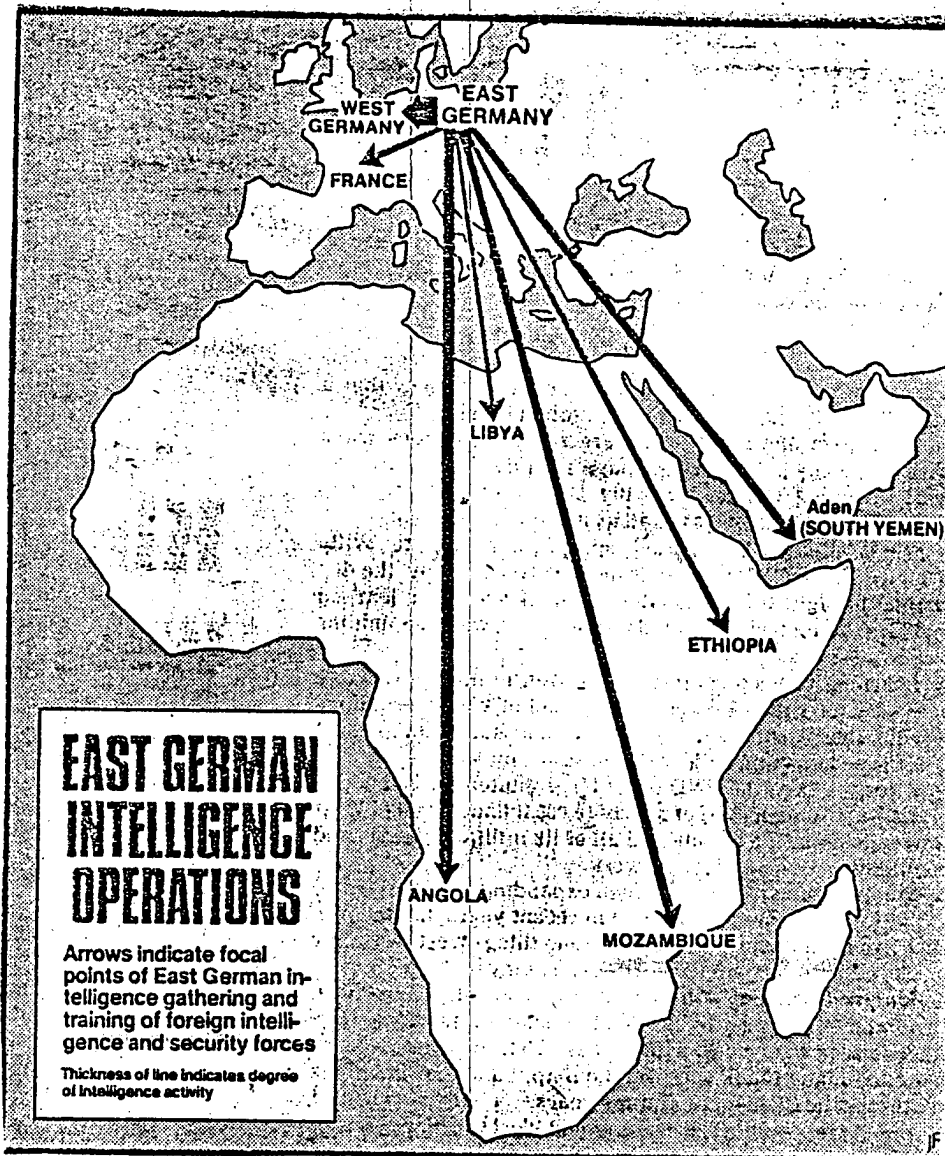 WEST
GERMANY
EAST
GERMANY
FRANCE
LIBYA
Aden
(SOUTH YEMEN)
ETHIOPIA
ANGOLA
MOZAMBIQUE
EAST GERMAN
INTELLIGENCE
OPERATIONS
Arrows indicate focal
points of East German in-
telligence gathering and
training of foreign intelli-
gence and security forces
Thickness of line indicates degree
of intelligence activity
JF